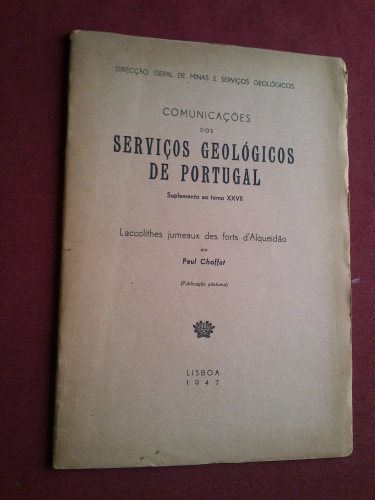 DIRECÇÃO GERAL DE MINAS E SERVIÇOS GEOLÓGICOS
COMUNICAÇÕES
DOS
SERVIÇOS GEOLÓGICOS
DE PORTUGAL
Suplemento ao tomo XXVII
Laccolithes jumeaux des forts d'Alqueidão
por
Paul Choffat
(Publicação póstuma)
LISBOA
1947